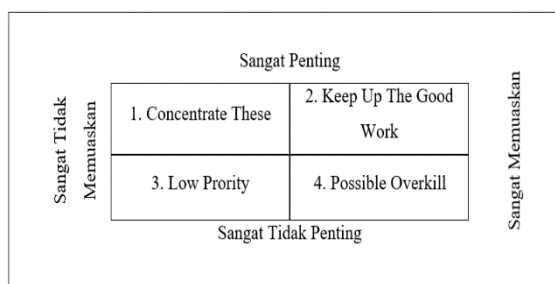 Sangat Penting
Sangat Tidak
Memuaskan
1. Concentrate These
2. Keep Up The Good
Work
3. Low Prority
4. Possible Overkill
Sangat Memuaskan
Sangat Tidak Penting